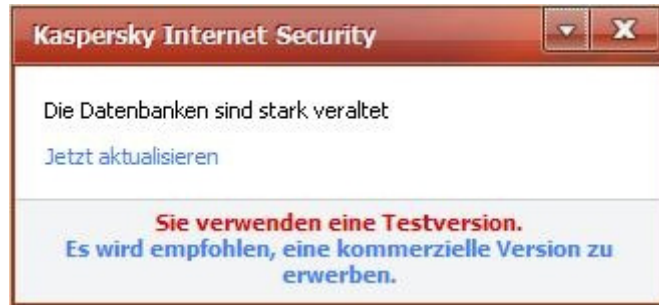 Kaspersky Internet Security
Die Datenbanken sind stark veraltet
Jetzt aktualisieren
Sie verwenden eine Testversion.
Es wird empfohlen, eine kommerzielle Version zu
erwerben.